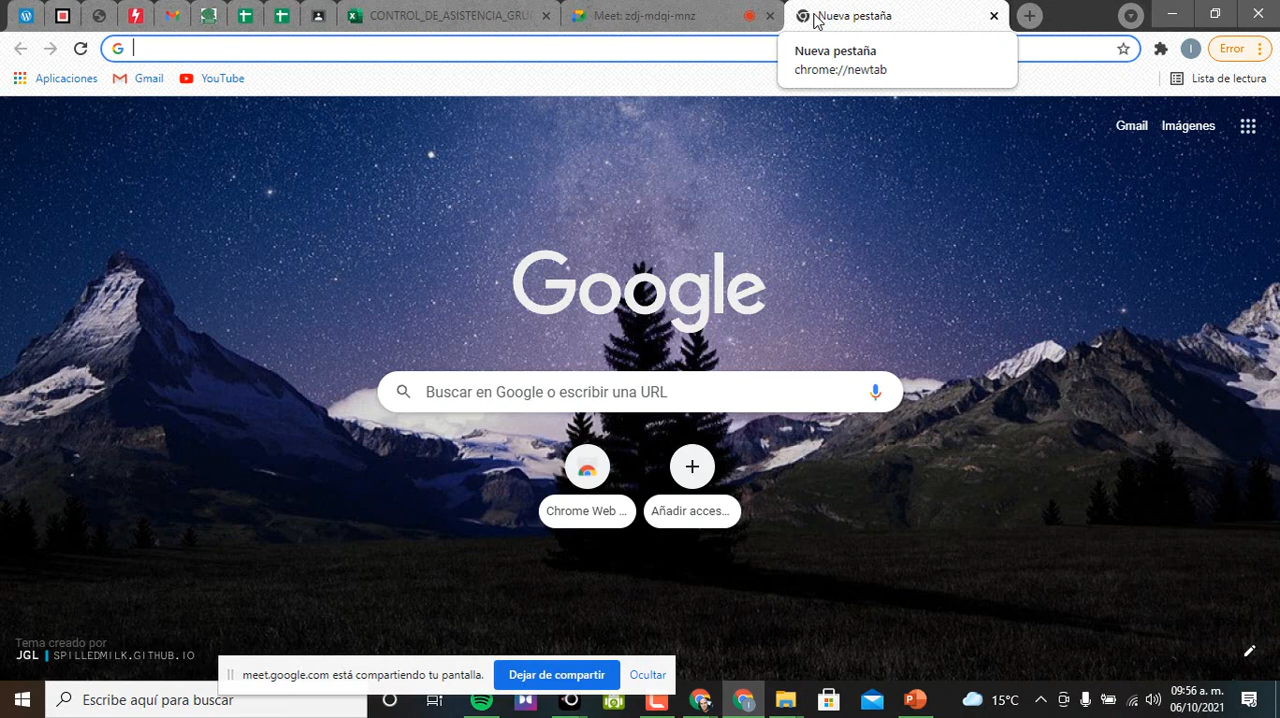 CONTROL_DE_ASISTENCIA_GRU
Meet: zdj-mdqi-mnz
Nueva pestaña
Nueva pestaña
chrome://newtab
Error
Aplicaciones
Gmail
YouTube
Lista de lectura
Gmail
Imágenes
Google
Buscar en Google o escribir una URL
Chrome Web ...
Añadir acces...
Tema creado por
JGL | SPILLEDMILK.GITHUB.IO
meet.google.com está compartiendo tu pantalla.
Dejar de compartir
Ocultar
Escribe aquí para buscar
15°C
09:56 a. m.
06/10/2021